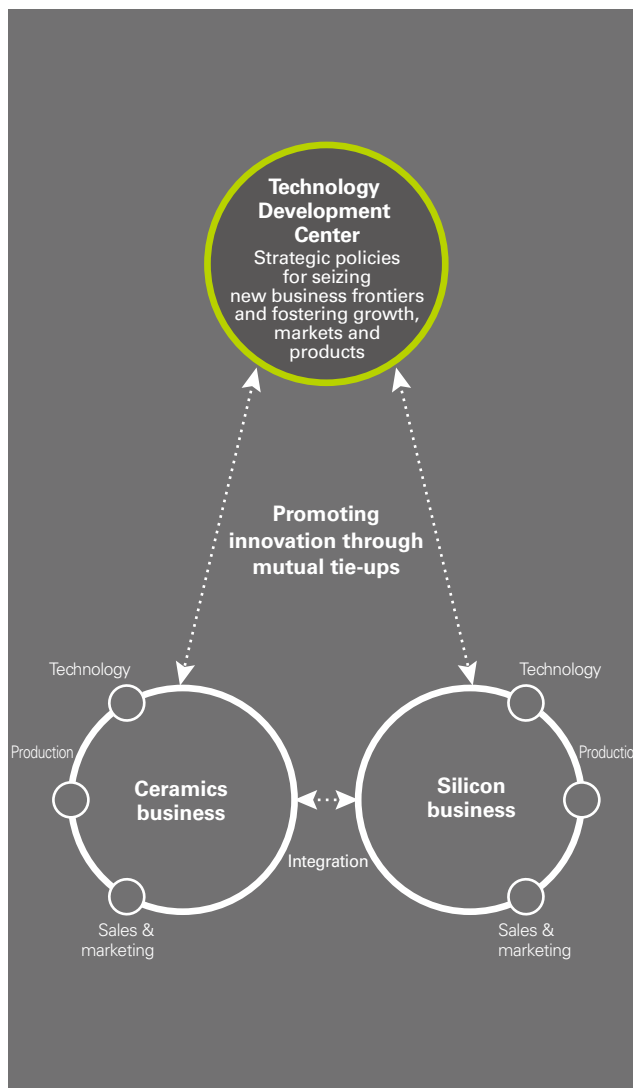 Technology
Development
Center
Strategic policies
for seizing
new business frontiers
and fostering growth,
markets and
products
Promoting
innovation through
mutual tie-ups
Technology
Production
Ceramics
business
Sales &
marketing
Integration
Technology
Productio
Silicon
business
Sales &
marketing